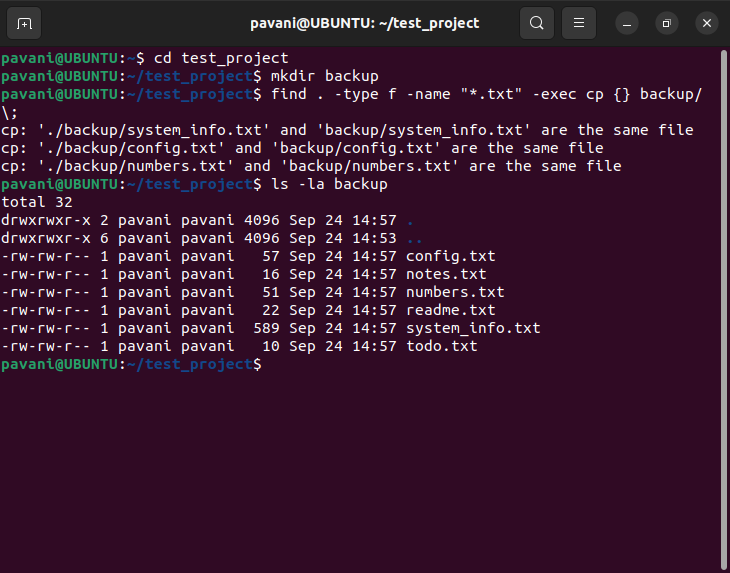 pavani@UBUNTU: ~/test_project
pavani@UBUNTU:~$ cd test_project
pavani@UBUNTU:~/test_project$ mkdir backup
pavani@UBUNTU:~/test_project$ find . -type f -name "*.txt" -exec cp {} backup/
\;
cp: './backup/system_info.txt' and 'backup/system_info.txt' are the same file
cp: './backup/config.txt' and 'backup/config.txt' are the same file
cp: './backup/numbers.txt' and 'backup/numbers.txt' are the same file
pavani@UBUNTU:~/test_project$ ls -la backup
total 32
drwxrwxr-x 2 pavani pavani 4096 Sep 24 14:57 .
drwxrwxr-x 6 pavani pavani 4096 Sep 24 14:53 ..
-rw-rw-r-- 1 pavani pavani   57 Sep 24 14:57 config.txt
-rw-rw-r-- 1 pavani pavani   16 Sep 24 14:57 notes.txt
-rw-rw-r-- 1 pavani pavani   51 Sep 24 14:57 numbers.txt
-rw-rw-r-- 1 pavani pavani   22 Sep 24 14:57 readme.txt
-rw-rw-r-- 1 pavani pavani  589 Sep 24 14:57 system_info.txt
-rw-rw-r-- 1 pavani pavani   10 Sep 24 14:57 todo.txt
pavani@UBUNTU:~/test_project$